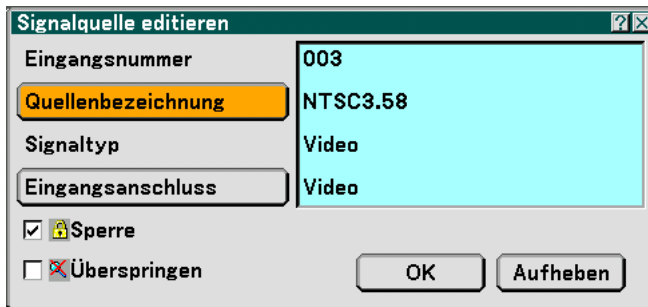 Signalquelle editieren
Eingangsnummer 003
Quellenbezeichnung NTSC3.58
Signaltyp Video
Eingangsanschluss Video
Sperre
Überspringen OK Aufheben